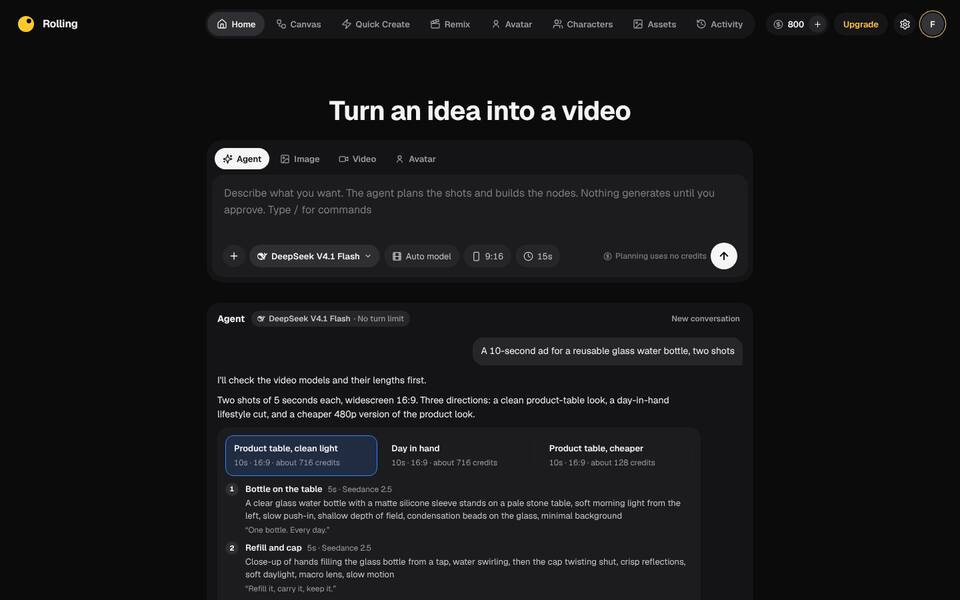 Rolling
Home
Canvas
Quick Create
Remix
Avatar
Characters
Assets
Activity
800
Upgrade
F
Turn an idea into a video
Agent
Image
Video
Avatar
Describe what you want. The agent plans the shots and builds the nodes. Nothing generates until you
approve. Type / for commands
DeepSeek V4.1 Flash
Auto model
9:16
15s
Planning uses no credits
Agent
DeepSeek V4.1 Flash · No turn limit
New conversation
A 10-second ad for a reusable glass water bottle, two shots
I'll check the video models and their lengths first.
Two shots of 5 seconds each, widescreen 16:9. Three directions: a clean product-table look, a day-in-hand
lifestyle cut, and a cheaper 480p version of the product look.
Product table, clean light
10s · 16:9 · about 716 credits
Day in hand
10s · 16:9 · about 716 credits
Product table, cheaper
10s · 16:9 · about 128 credits
1 Bottle on the table 5s · Seedance 2.5
A clear glass water bottle with a matte silicone sleeve stands on a pale stone table, soft morning light from the
left, slow push-in, shallow depth of field, condensation beads on the glass, minimal background
"One bottle. Every day."
2 Refill and cap 5s · Seedance 2.5
Close-up of hands filling the glass bottle from a tap, water swirling, then the cap twisting shut, crisp reflections,
soft daylight, macro lens, slow motion
"Refill it, carry it, keep it."